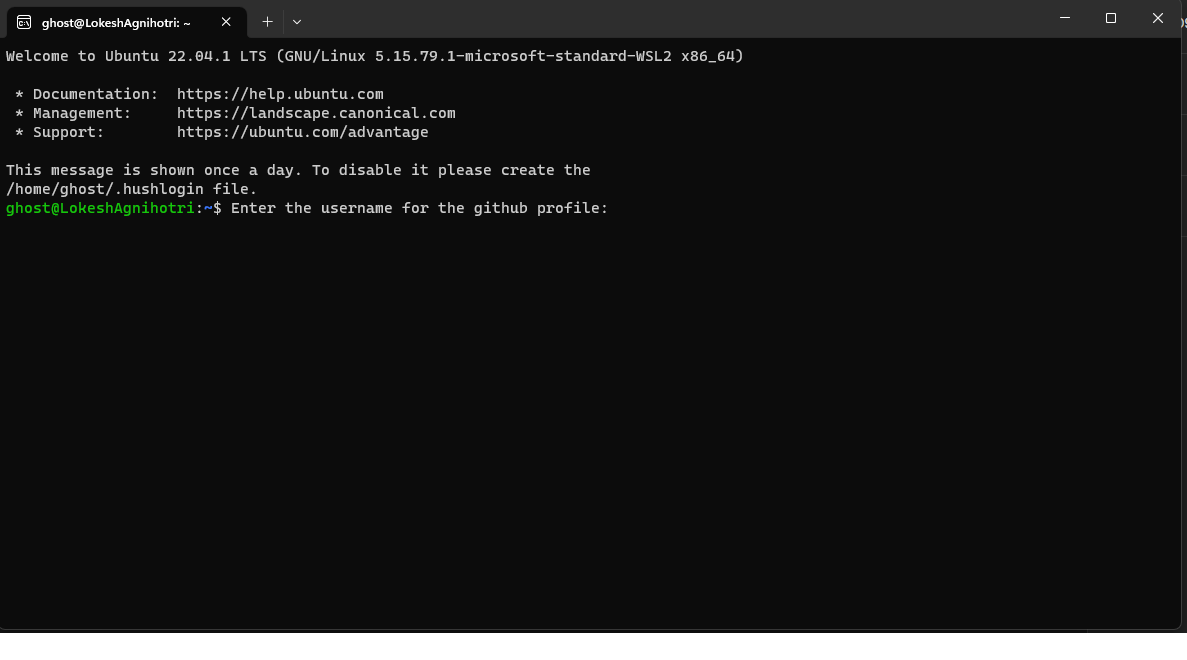 ghost@LokeshAgnihotri: ~
Welcome to Ubuntu 22.04.1 LTS (GNU/Linux 5.15.79.1-microsoft-standard-WSL2 x86_64)
* Documentation:  https://help.ubuntu.com
* Management:     https://landscape.canonical.com
* Support:        https://ubuntu.com/advantage
This message is shown once a day. To disable it please create the
/home/ghost/.hushlogin file.
ghost@LokeshAgnihotri:~$ Enter the username for the github profile: